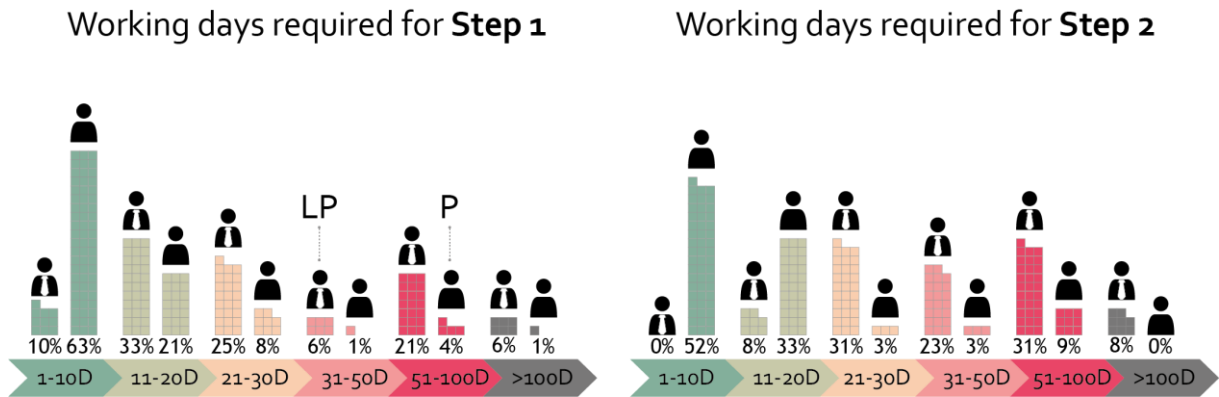 Working days required for Step 1
LP
P
10% 63% 33% 21% 25% 8% 6% 1% 21% 4% 6% 1%
1-10D 11-20D 21-30D 31-50D 51-100D >100D
Working days required for Step 2
0% 52% 8% 33% 31% 3% 23% 3% 31% 9% 8% 0%
1-10D 11-20D 21-30D 31-50D 51-100D >100D